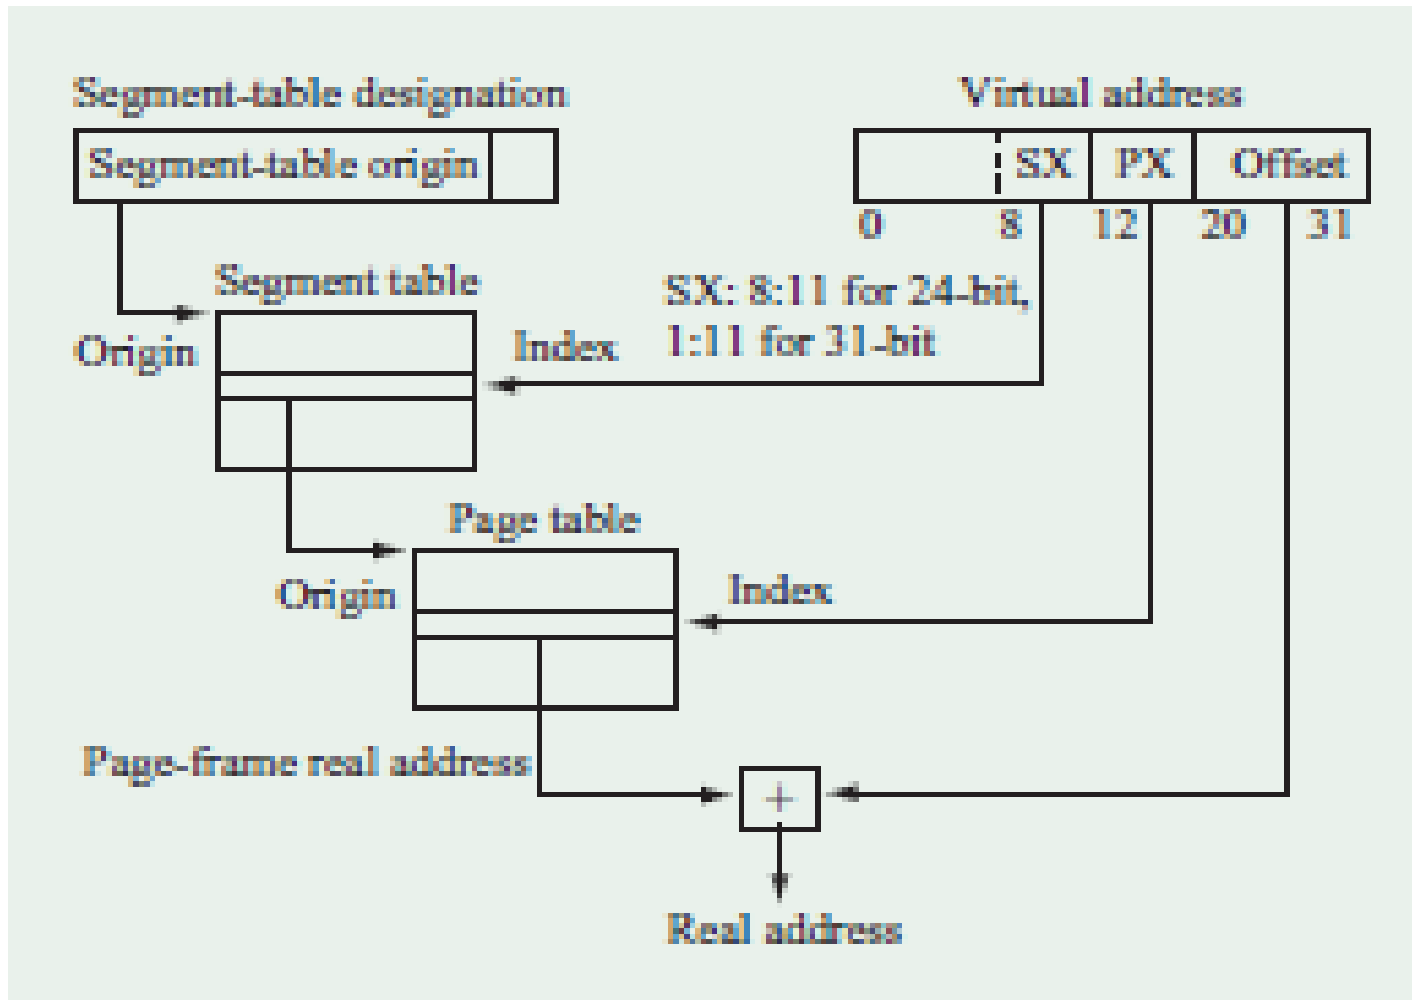 Segment-table designation
Virtual address
Segment-table origin
SX PX Offset
0 8 12 20 31
Segment table
SX: 8:11 for 24-bit,
1:11 for 31-bit
Origin
Index
Page table
Origin
Index
Page-frame real address
+
Real address